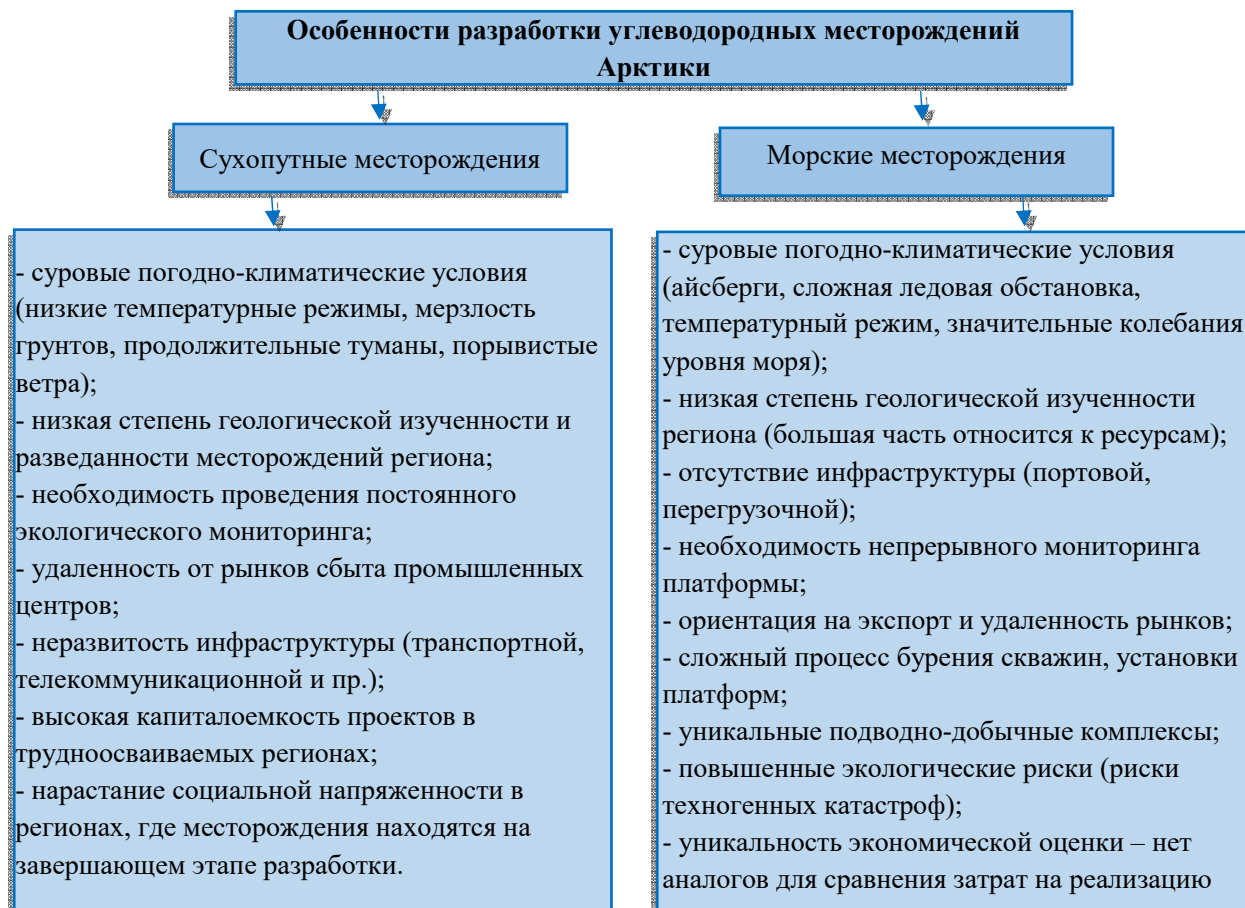 Особенности разработки углеводородных месторождений
Арктики
Сухопутные месторождения
Морские месторождения
- суровые погодно-климатические условия
(низкие температурные режимы, мерзлость
грунтов, продолжительные туманы, порывистые
ветра);
- низкая степень геологической изученности и
разведанности месторождений региона;
- необходимость проведения постоянного
экологического мониторинга;
- удаленность от рынков сбыта промышленных
центров;
- неразвитость инфраструктуры (транспортной,
телекоммуникационной и пр.);
- высокая капиталоемкость проектов в
трудноосваиваемых регионах;
- нарастание социальной напряженности в
регионах, где месторождения находятся на
завершающем этапе разработки.
- суровые погодно-климатические условия
(айсберги, сложная ледовая обстановка,
температурный режим, значительные колебания
уровня моря);
- низкая степень геологической изученности
региона (большая часть относится к ресурсам);
- отсутствие инфраструктуры (портовой,
перегрузочной);
- необходимость непрерывного мониторинга
платформы;
- ориентация на экспорт и удаленность рынков;
- сложный процесс бурения скважин, установки
платформ;
- уникальные подводно-добычные комплексы;
- повышенные экологические риски (риски
техногенных катастроф);
- уникальность экономической оценки – нет
аналогов для сравнения затрат на реализацию